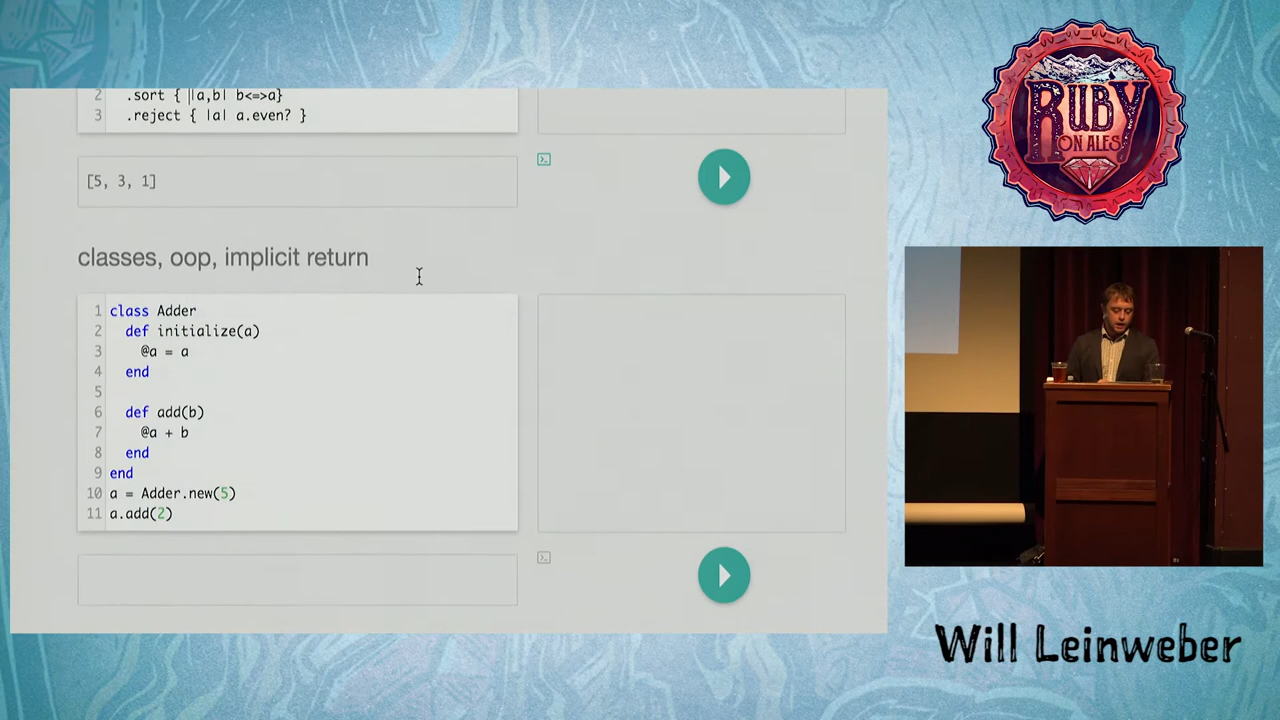 2 .sort { |a,b| b<=>a}
3 .reject { |a| a.even? }
[5, 3, 1]
classes, oop, implicit return
1 class Adder
2 def initialize(a)
3 @a = a
4 end
5
6 def add(b)
7 @a + b
8 end
9 end
10 a = Adder.new(5)
11 a.add(2)
RUBY
ON ALES
Will Leinweber